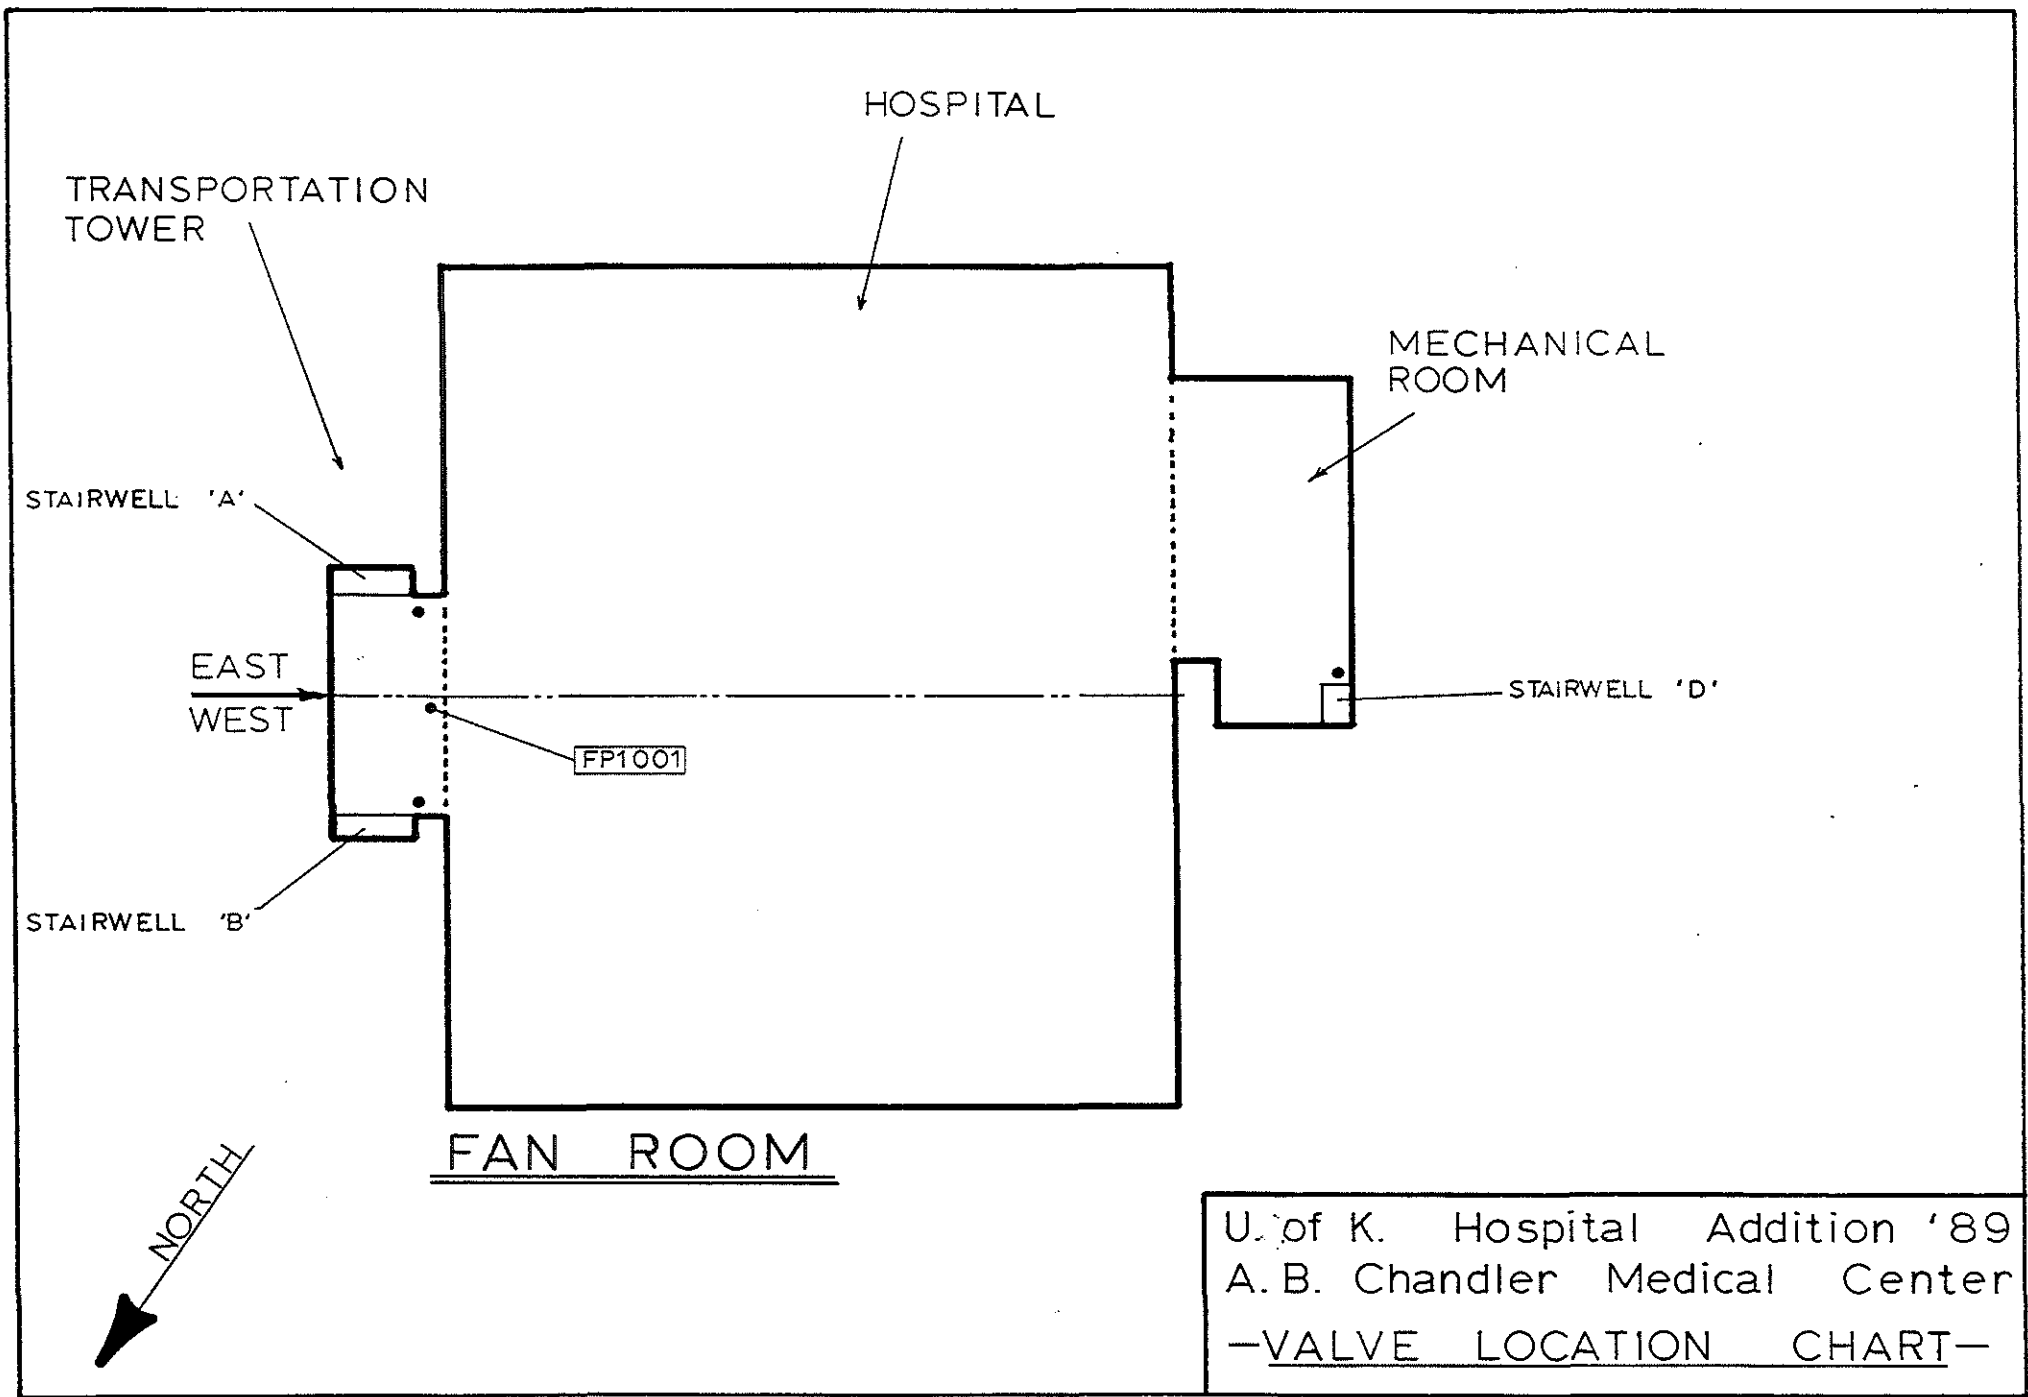 HOSPITAL
TRANSPORTATION
TOWER
MECHANICAL
ROOM
STAIRWELL 'A'
EAST
WEST
STAIRWELL 'D'
FP1001
STAIRWELL 'B'
FAN ROOM
NORTH
U. of K. Hospital Addition '89
A.B. Chandler Medical Center
-VALVE LOCATION CHART-